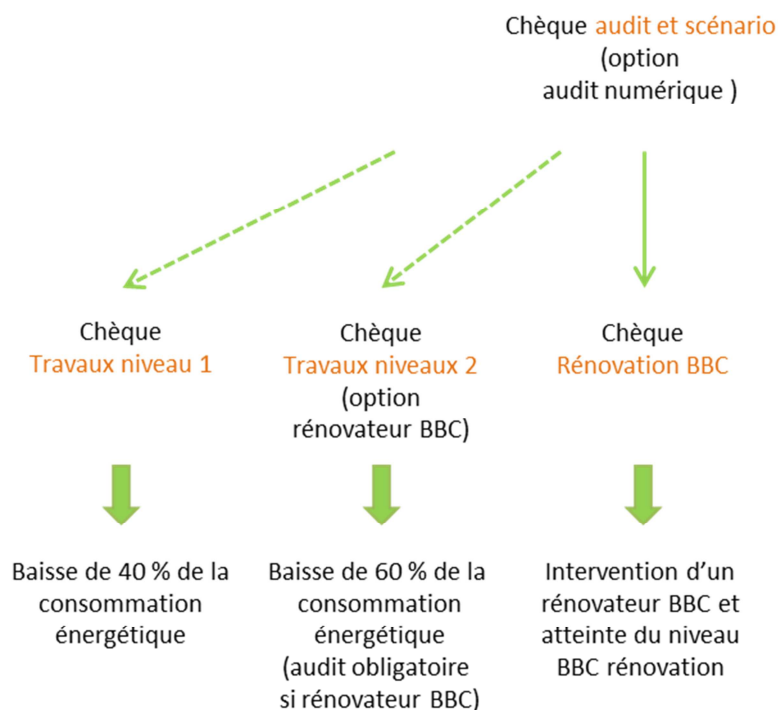 Chèque audit et scénario
(option
audit numérique )
Chèque
Travaux niveau 1
Chèque
Travaux niveaux 2
(option
rénovateur BBC)
Chèque
Rénovation BBC
Baisse de 40 % de la
consommation
énergétique
Baisse de 60 % de la
consommation
énergétique
(audit obligatoire
si rénovateur BBC)
Intervention d’un
rénovateur BBC et
atteinte du niveau
BBC rénovation